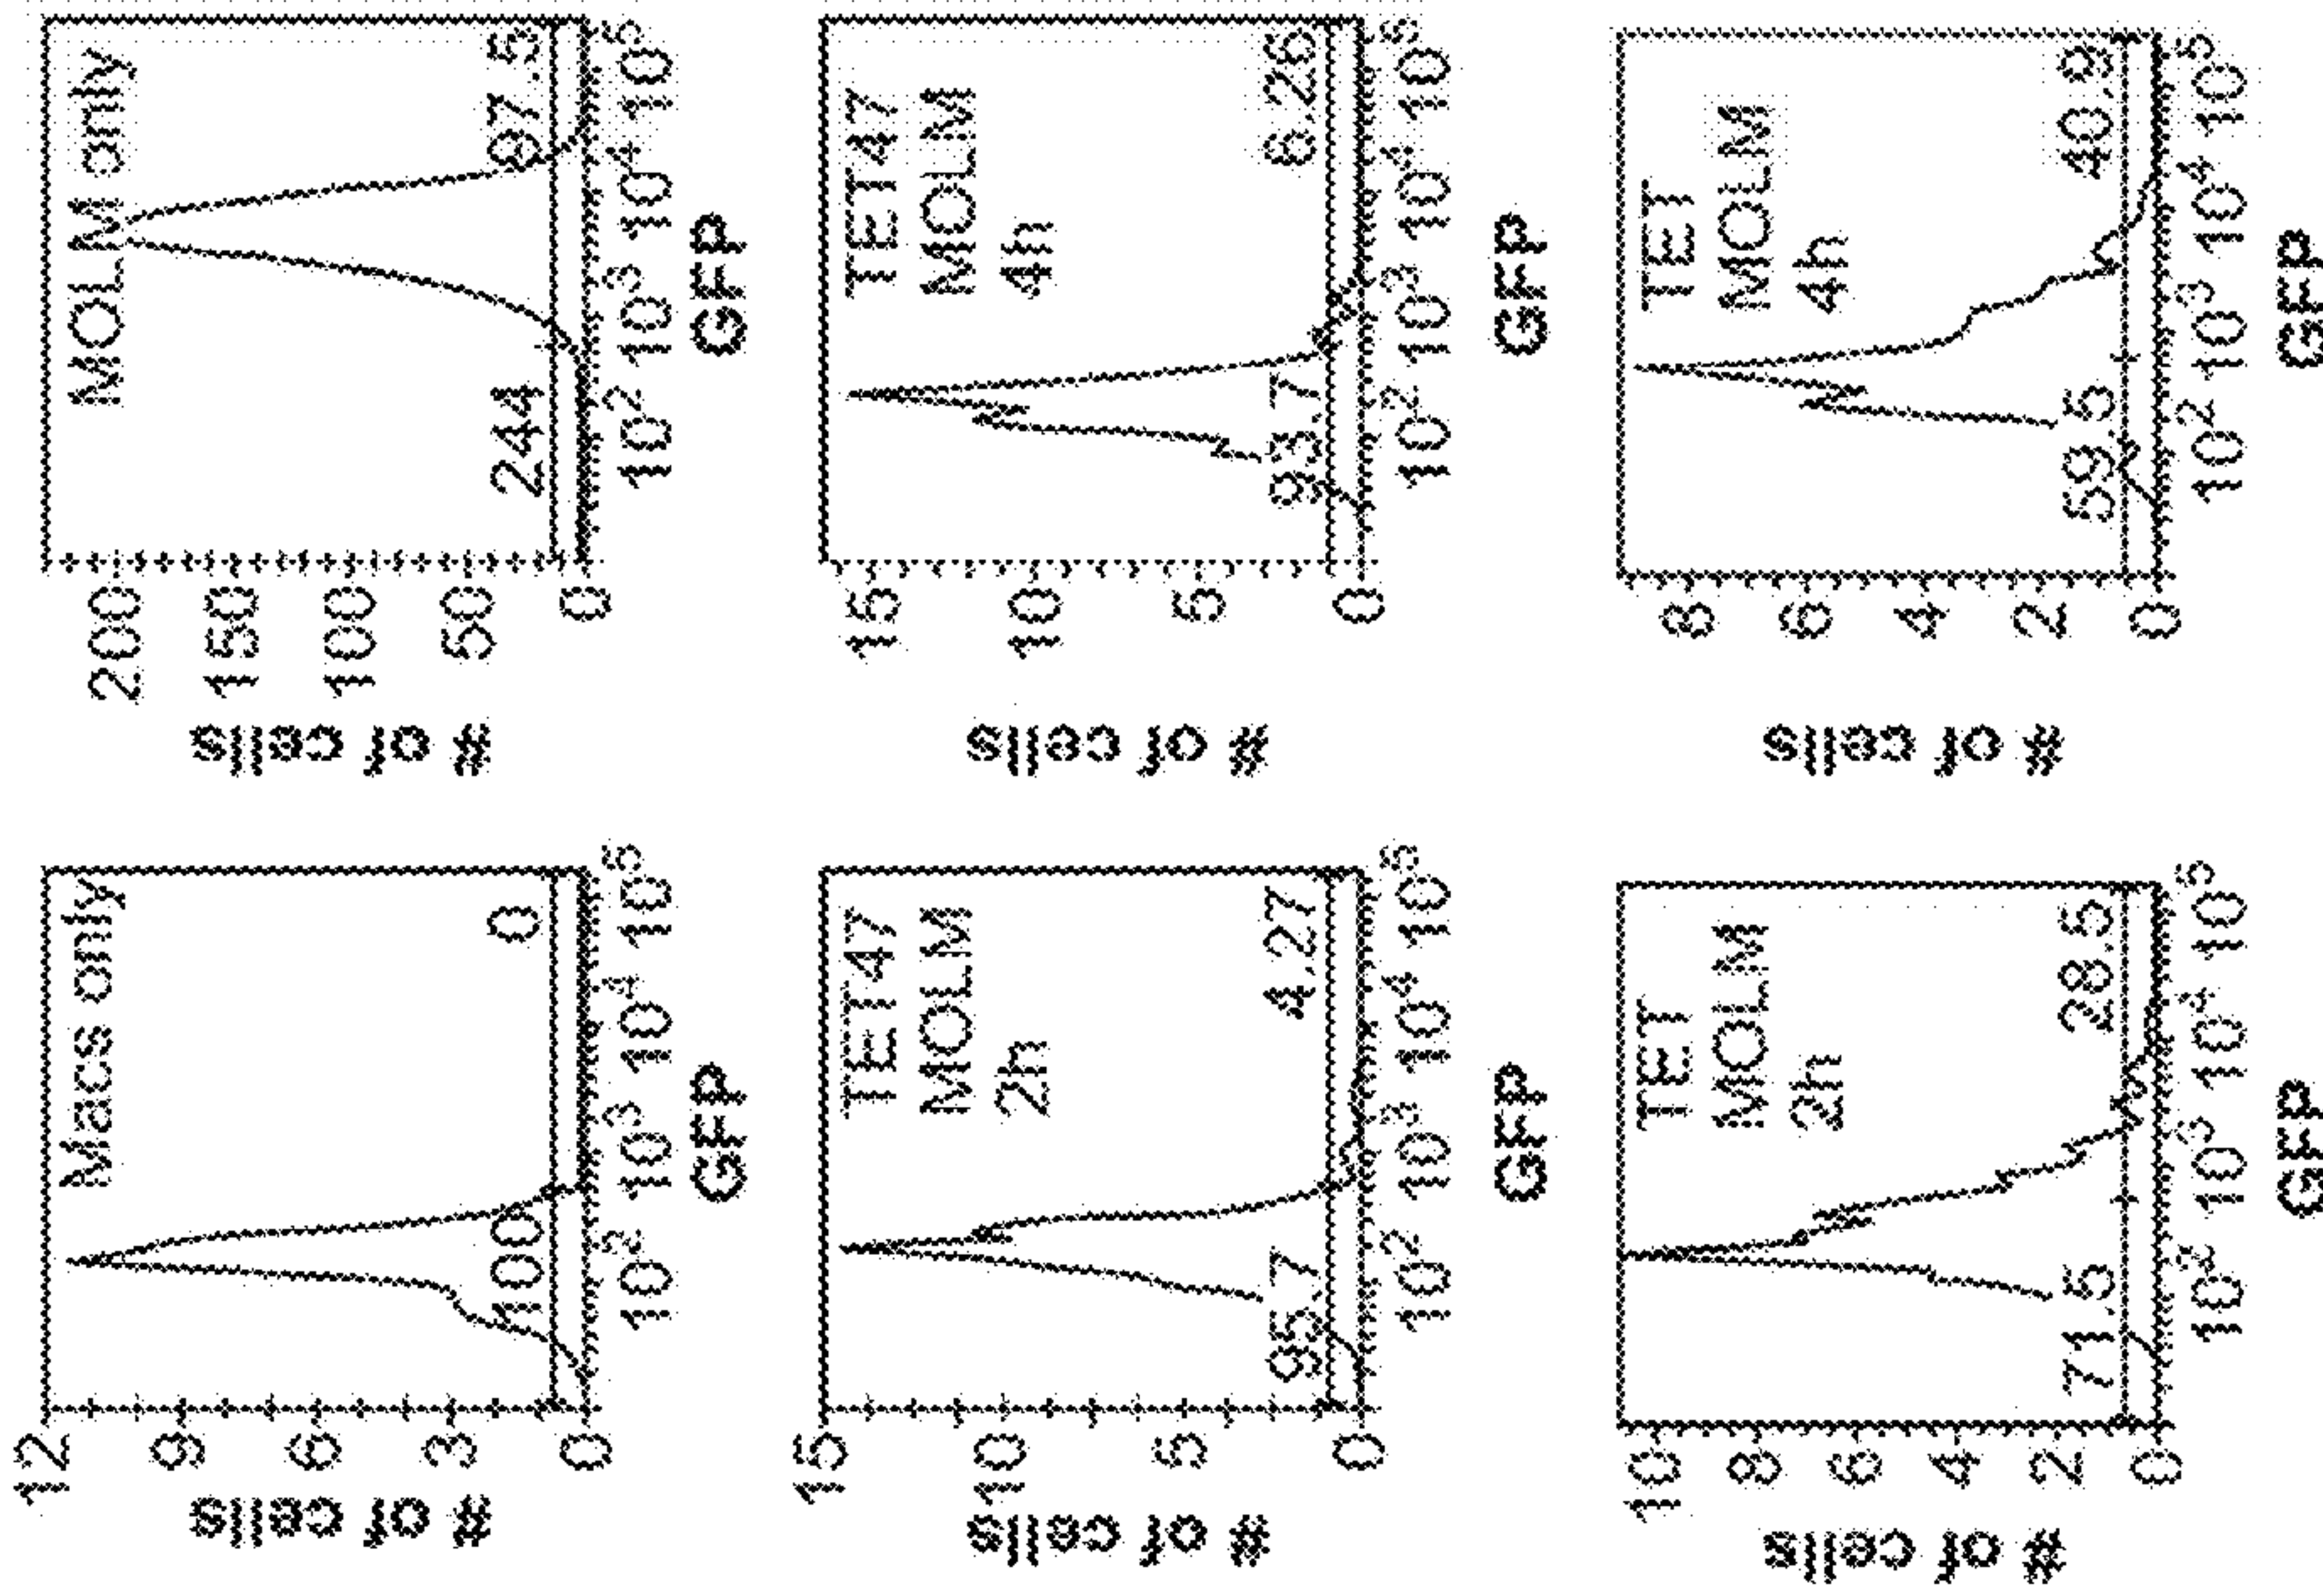 Macs only
12
9
6
3
0
# of cells
100
0
10² 10³ 10⁴ 10⁵
GFP
MOLM only
200
150
100
50
0
# of cells
244
97.5
10² 10³ 10⁴ 10⁵
GFP
TET47
MOLM
2h
15
10
5
0
# of cells
95.7
4.27
10² 10³ 10⁴ 10⁵
GFP
TET47
MOLM
4h
15
10
5
0
# of cells
93.7
6.26
10² 10³ 10⁴ 10⁵
GFP
TET
MOLM
2h
10
8
6
4
2
0
# of cells
71.5
28.5
10² 10³ 10⁴ 10⁵
GFP
TET
MOLM
4h
8
6
4
2
0
# of cells
59.5
40.9
10² 10³ 10⁴ 10⁵
GFP